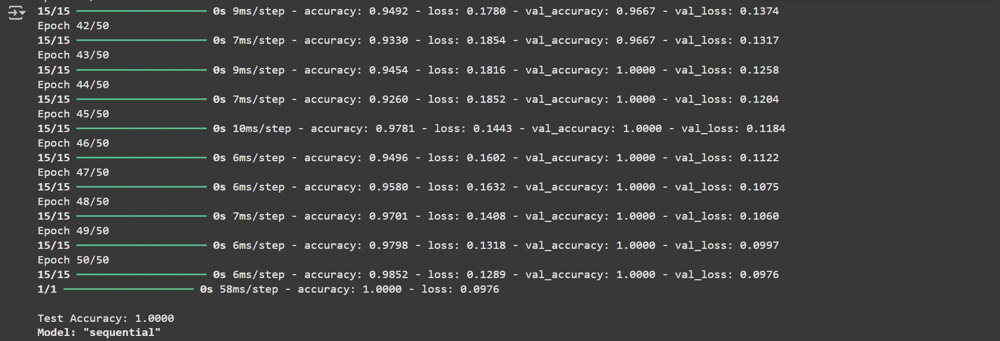 15/15 ━━━━━━━━━━━━━━━━━━━━ 0s 9ms/step - accuracy: 0.9492 - loss: 0.1780 - val_accuracy: 0.9667 - val_loss: 0.1374
Epoch 42/50
15/15 ━━━━━━━━━━━━━━━━━━━━ 0s 7ms/step - accuracy: 0.9330 - loss: 0.1854 - val_accuracy: 0.9667 - val_loss: 0.1317
Epoch 43/50
15/15 ━━━━━━━━━━━━━━━━━━━━ 0s 9ms/step - accuracy: 0.9454 - loss: 0.1816 - val_accuracy: 1.0000 - val_loss: 0.1258
Epoch 44/50
15/15 ━━━━━━━━━━━━━━━━━━━━ 0s 7ms/step - accuracy: 0.9260 - loss: 0.1852 - val_accuracy: 1.0000 - val_loss: 0.1204
Epoch 45/50
15/15 ━━━━━━━━━━━━━━━━━━━━ 0s 10ms/step - accuracy: 0.9781 - loss: 0.1443 - val_accuracy: 1.0000 - val_loss: 0.1184
Epoch 46/50
15/15 ━━━━━━━━━━━━━━━━━━━━ 0s 6ms/step - accuracy: 0.9496 - loss: 0.1602 - val_accuracy: 1.0000 - val_loss: 0.1122
Epoch 47/50
15/15 ━━━━━━━━━━━━━━━━━━━━ 0s 6ms/step - accuracy: 0.9580 - loss: 0.1632 - val_accuracy: 1.0000 - val_loss: 0.1075
Epoch 48/50
15/15 ━━━━━━━━━━━━━━━━━━━━ 0s 7ms/step - accuracy: 0.9701 - loss: 0.1408 - val_accuracy: 1.0000 - val_loss: 0.1060
Epoch 49/50
15/15 ━━━━━━━━━━━━━━━━━━━━ 0s 6ms/step - accuracy: 0.9798 - loss: 0.1318 - val_accuracy: 1.0000 - val_loss: 0.0997
Epoch 50/50
15/15 ━━━━━━━━━━━━━━━━━━━━ 0s 6ms/step - accuracy: 0.9852 - loss: 0.1289 - val_accuracy: 1.0000 - val_loss: 0.0976
1/1 ━━━━━━━━━━━━━━━━━━━━ 0s 58ms/step - accuracy: 1.0000 - loss: 0.0976
Test Accuracy: 1.0000
Model: "sequential"